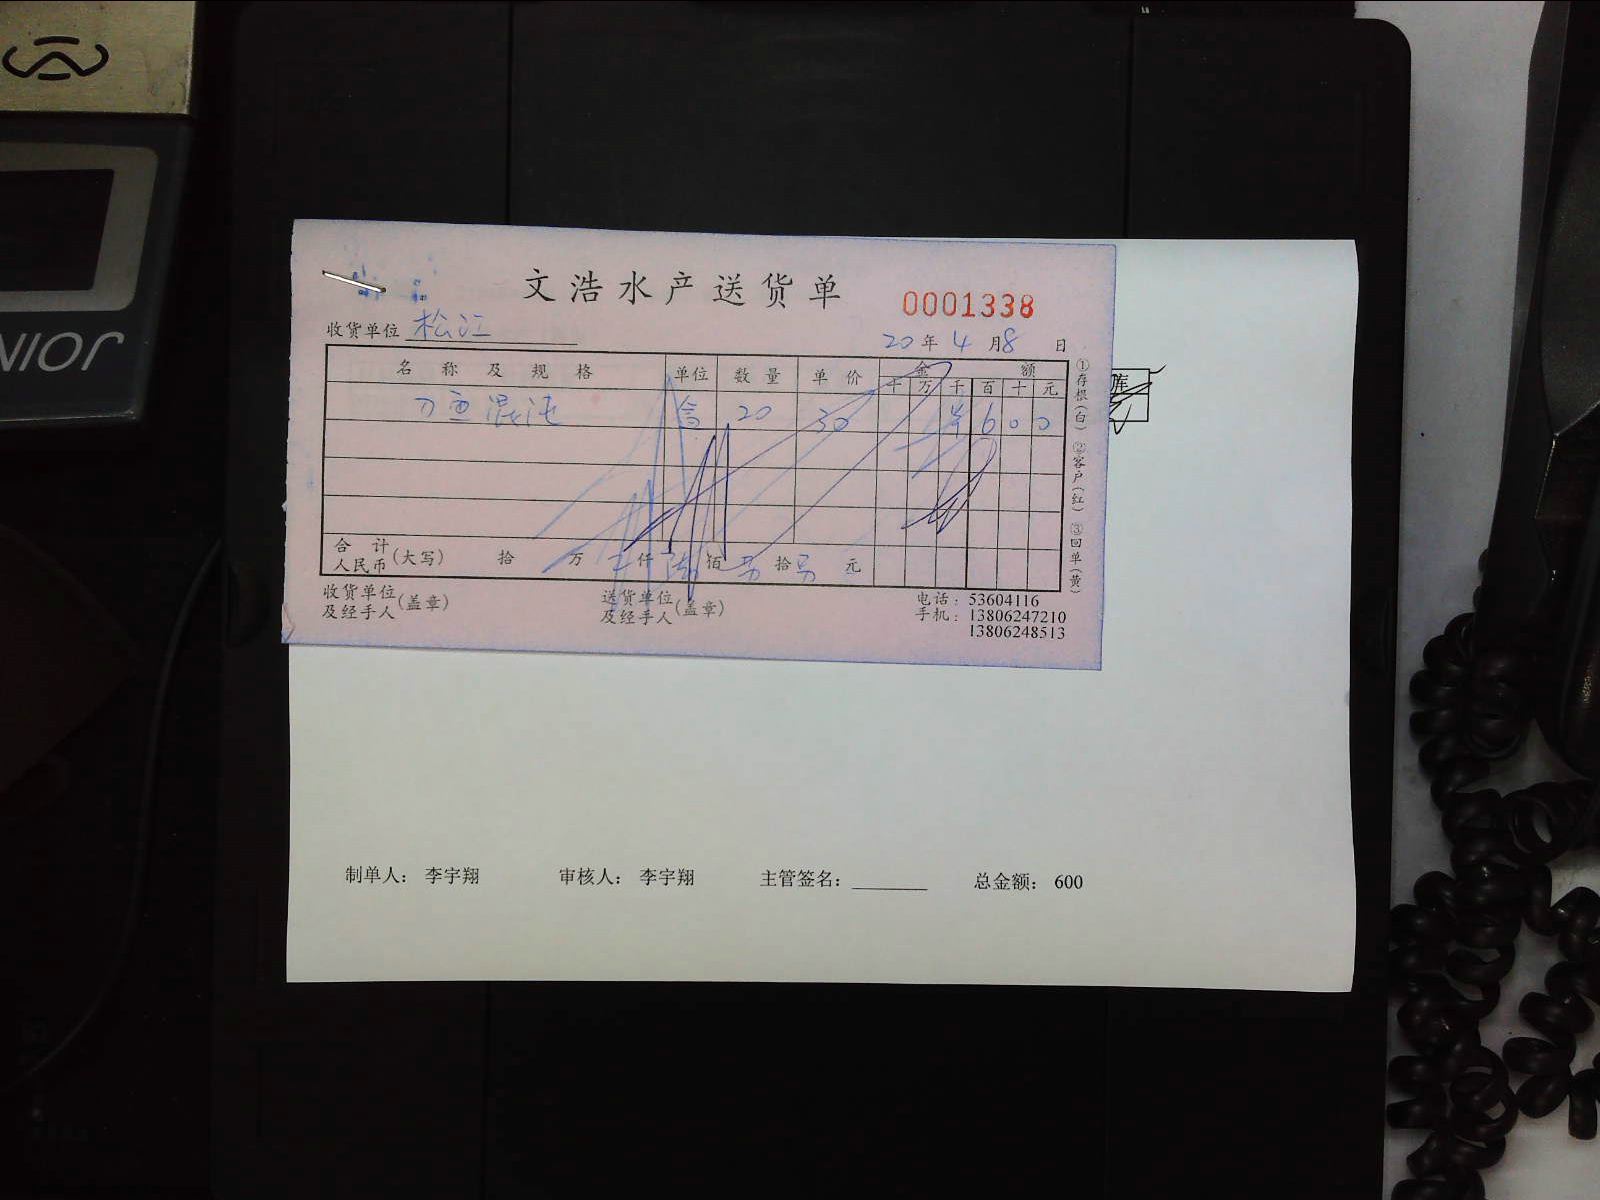 文浩水产送货单
0001338
收货单位 松江
20年4月8日
名称及规格 单位 数量 单价 金额
千 万 千 百 十 元
刀鱼混沌 盒 20 30 600
合计人民币(大写) 拾 万 仟 陆 佰 拾 元
收货单位及经手人(盖章)
送货单位及经手人(盖章)
电话：53604116
手机：13806247210
13806248513
①存根(白) ②客户(红) ③回单(黄)
库
制单人： 李宇翔 审核人： 李宇翔 主管签名： 总金额： 600
NIOr